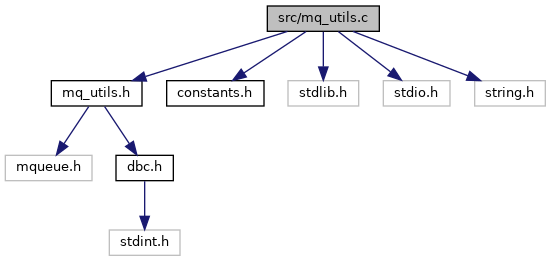 src/mq_utils.c
mq_utils.h
constants.h
stdlib.h
stdio.h
string.h
mqueue.h
dbc.h
stdint.h